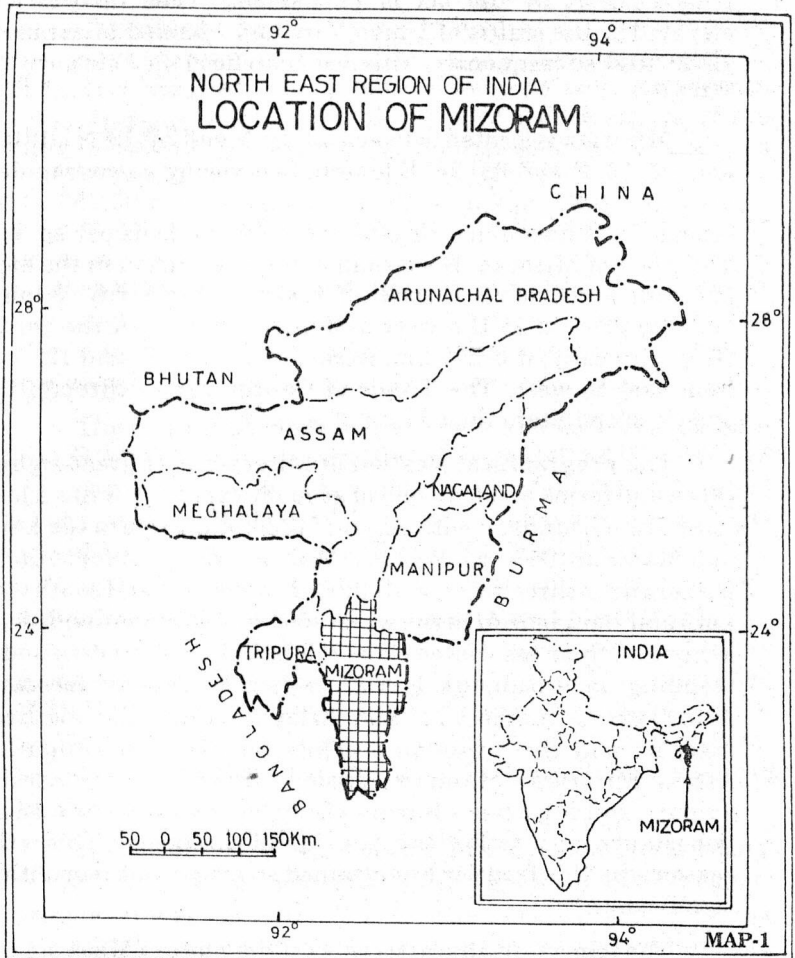 92° 94°
NORTH EAST REGION OF INDIA
LOCATION OF MIZORAM
CHINA
ARUNACHAL PRADESH
28° 28°
BHUTAN
ASSAM
NAGALAND
MEGHALAYA
BURMA
MANIPUR
24° 24°
TRIPURA
MIZORAM
BANGLADESH
INDIA
MIZORAM
50 0 50 100 150Km.
92° 94°
MAP-1